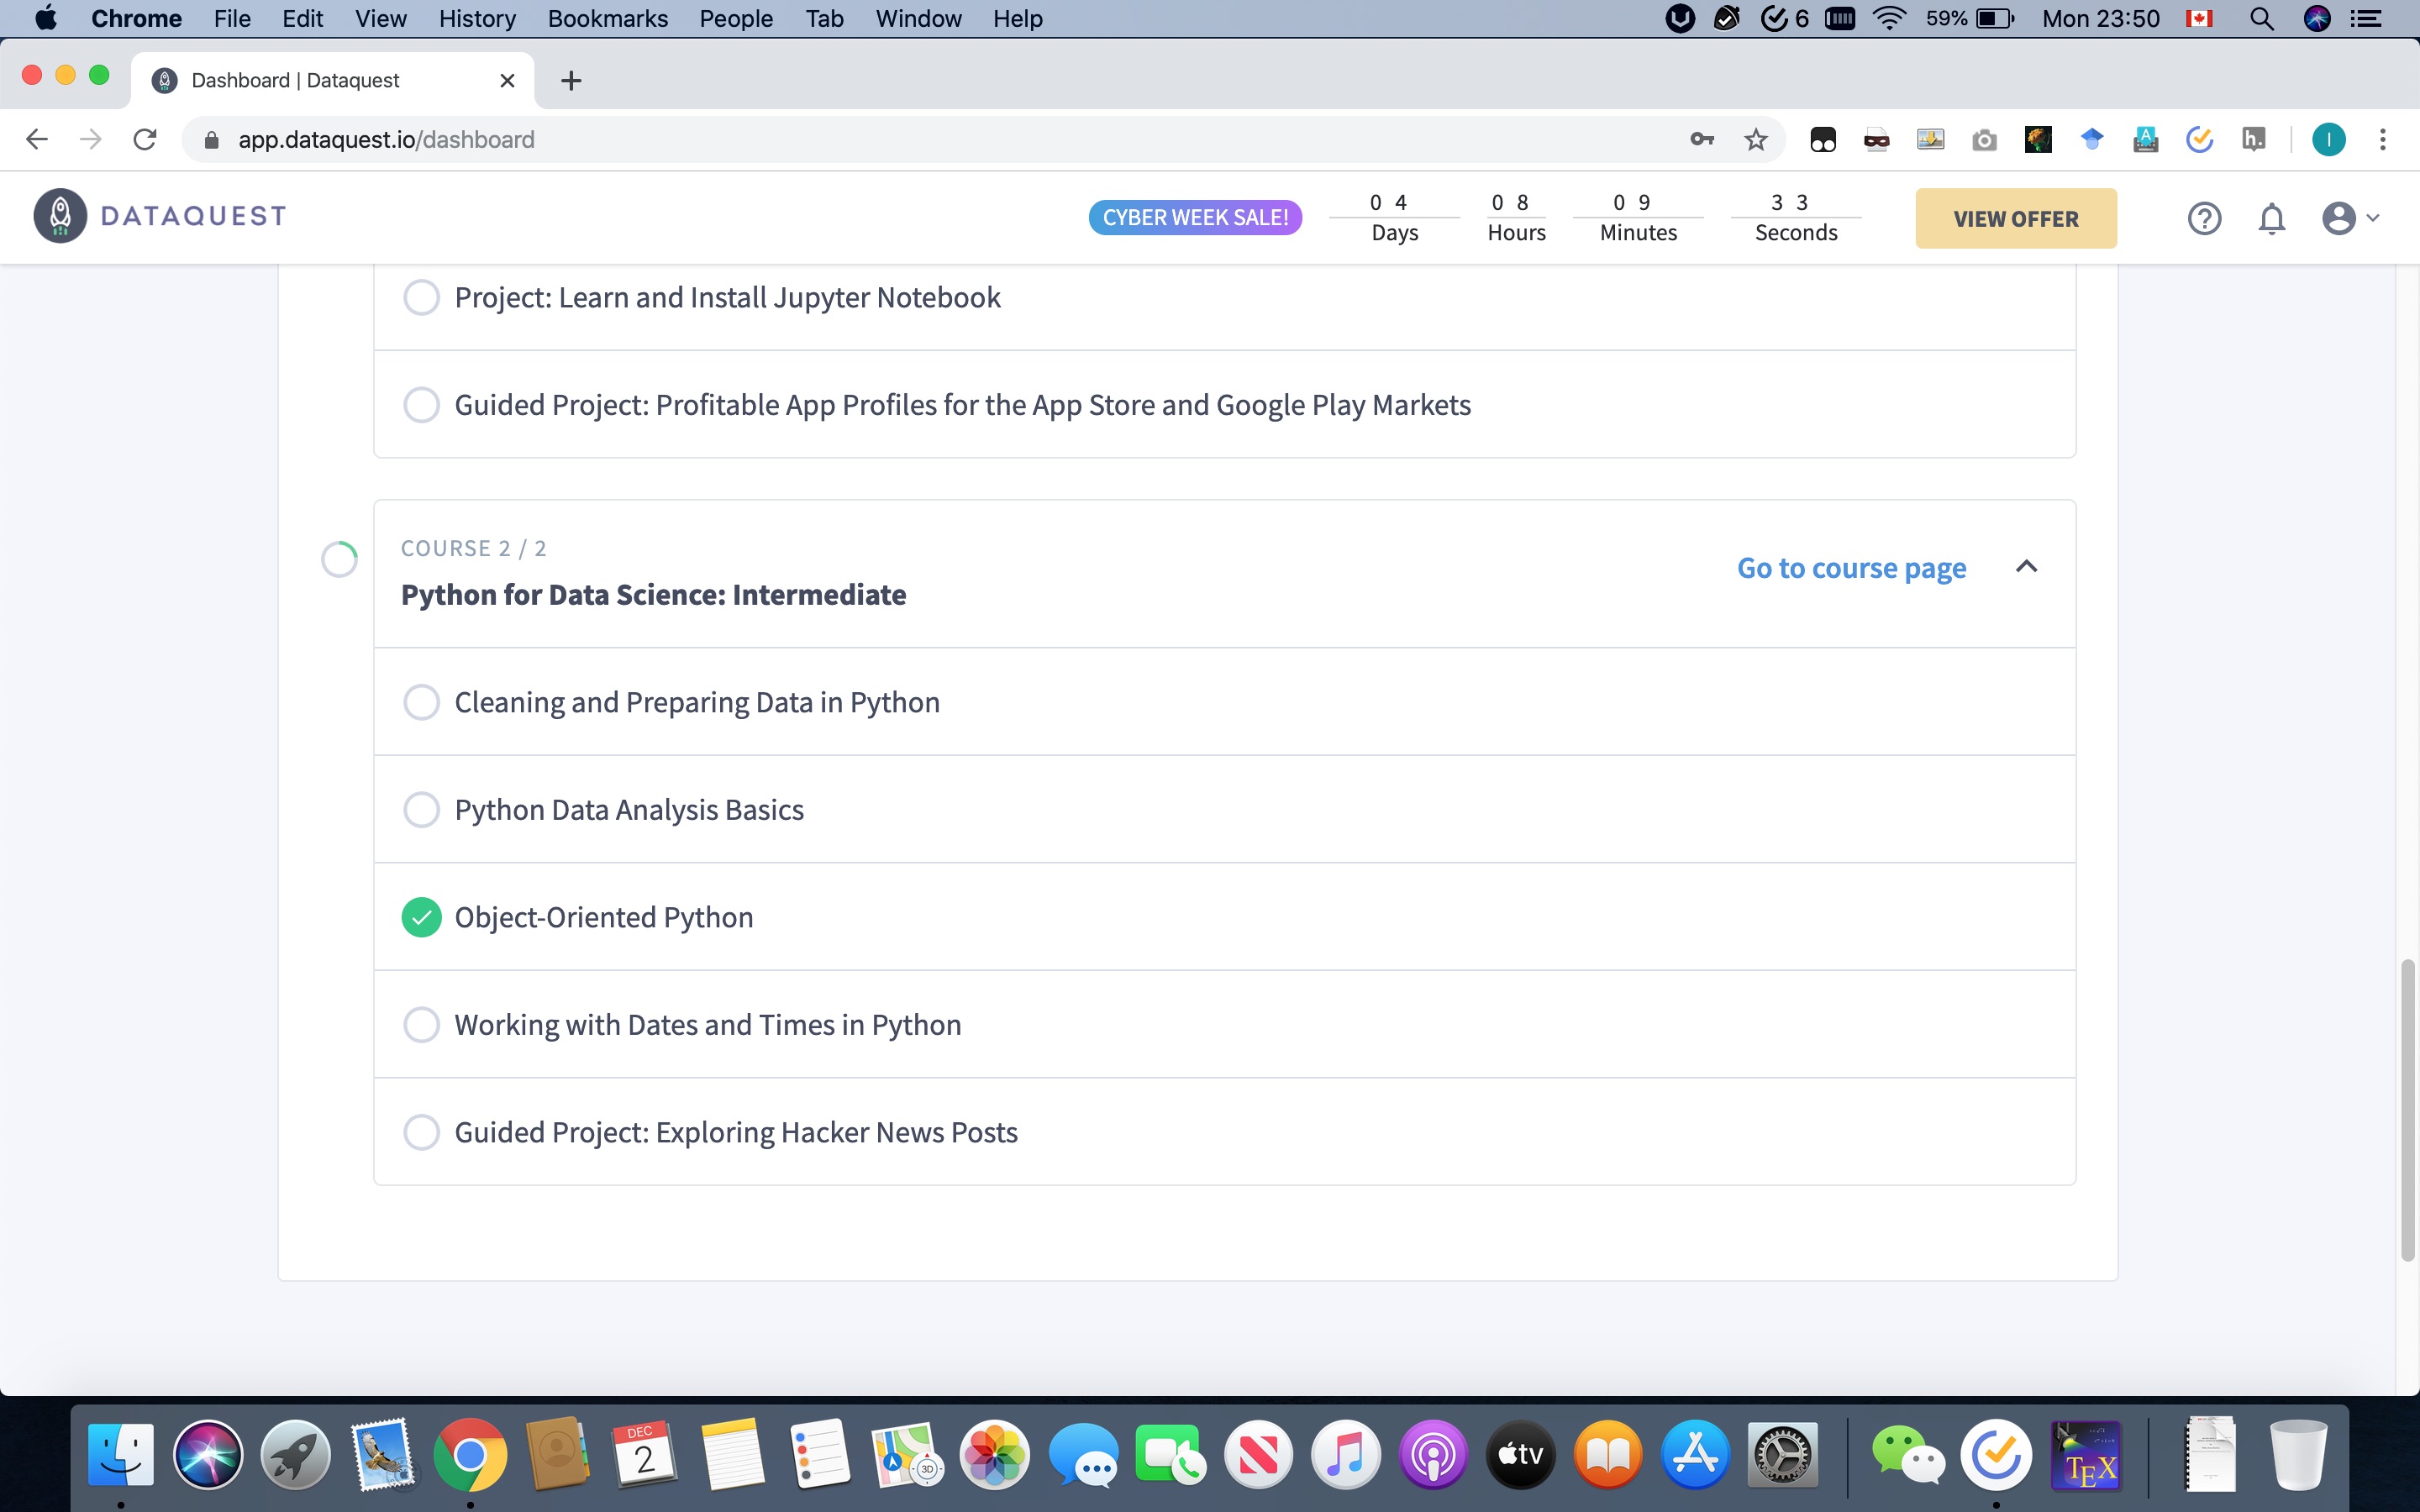 Chrome File Edit View History Bookmarks People Tab Window Help 6 59% Mon 23:50
Dashboard | Dataquest
app.dataquest.io/dashboard
A h. I
DATAQUEST CYBER WEEK SALE! 0 4 0 8 0 9 3 3 VIEW OFFER
Days Hours Minutes Seconds
Project: Learn and Install Jupyter Notebook
Guided Project: Profitable App Profiles for the App Store and Google Play Markets
COURSE 2 / 2
Python for Data Science: Intermediate
Go to course page
Cleaning and Preparing Data in Python
Python Data Analysis Basics
Object-Oriented Python
Working with Dates and Times in Python
Guided Project: Exploring Hacker News Posts
DEC
2
3D
tv
TEX